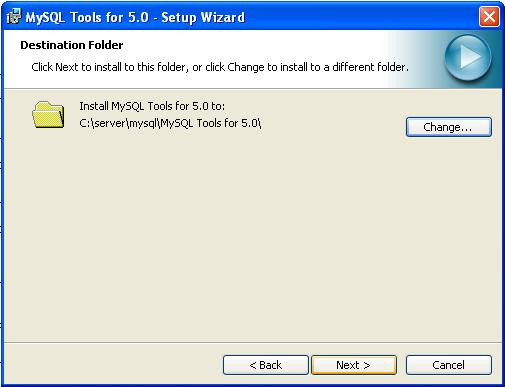 MySQL Tools for 5.0 - Setup Wizard
Destination Folder
Click Next to install to this folder, or click Change to install to a different folder.
Install MySQL Tools for 5.0 to:
C:\server\mysql\MySQL Tools for 5.0\
Change...
< Back
Next >
Cancel